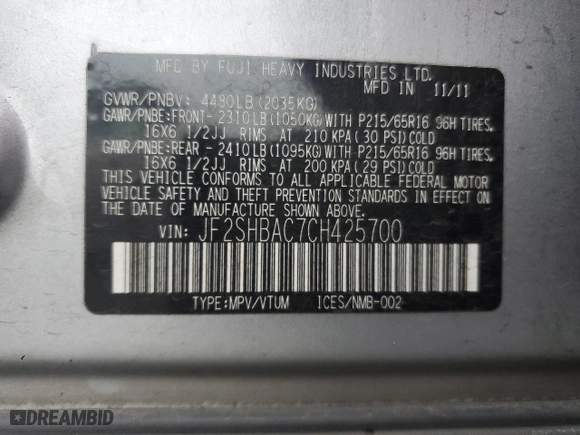 MFD BY FUJI HEAVY INDUSTRIES LTD.
MFD IN 11/11
GVWR/PNBV: 4480LB(2035KG)
GAWR/PNBE:FRONT-2310LB(1050KG)WITH P215/65R16 96H TIRES.
16X6 1/2JJ RIMS AT 210 KPA(30 PSI)COLD
GAWR/PNBE:REAR -2410LB(1095KG)WITH P215/65R16 96H TIRES.
16X6 1/2JJ RIMS AT 200 KPA(29 PSI)COLD
THIS VEHICLE CONFORMS TO ALL APPLICABLE FEDERAL MOTOR
VEHICLE SAFETY AND THEFT PREVENTION STANDARDS IN EFFECT ON
THE DATE OF MANUFACTURE SHOWN ABOVE.
VIN: JF2SHBAC7CH425700
TYPE:MPV/VTUM ICES/NMB-002
DREAMBID